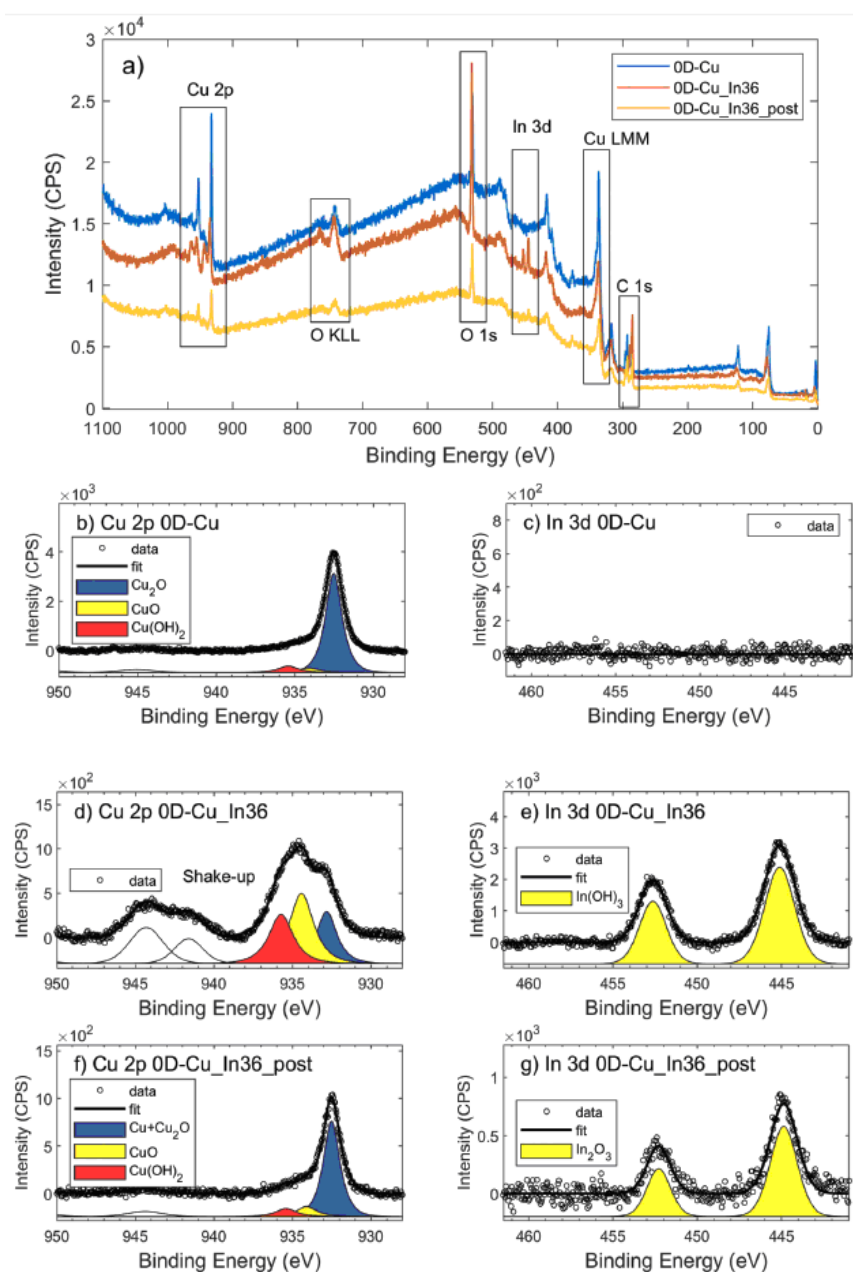 ×10⁴
a)
Cu 2p
O KLL
O 1s
In 3d
Cu LMM
C 1s
0D-Cu
0D-Cu_In36
0D-Cu_In36_post
3
2.5
2
1.5
1
0.5
0
Intensity (CPS)
1100 1000 900 800 700 600 500 400 300 200 100 0
Binding Energy (eV)
×10³
b) Cu 2p 0D-Cu
data
fit
Cu₂O
CuO
Cu(OH)₂
4
2
0
Intensity (CPS)
950 945 940 935 930
Binding Energy (eV)
×10²
c) In 3d 0D-Cu
data
8
6
4
2
0
Intensity (CPS)
460 455 450 445
Binding Energy (eV)
×10²
d) Cu 2p 0D-Cu_In36
data
Shake-up
15
10
5
0
Intensity (CPS)
950 945 940 935 930
Binding Energy (eV)
×10³
e) In 3d 0D-Cu_In36
data
fit
In(OH)₃
4
2
0
Intensity (CPS)
460 455 450 445
Binding Energy (eV)
×10²
f) Cu 2p 0D-Cu_In36_post
data
fit
Cu+Cu₂O
CuO
Cu(OH)₂
15
10
5
0
Intensity (CPS)
950 945 940 935 930
Binding Energy (eV)
×10³
g) In 3d 0D-Cu_In36_post
data
fit
In₂O₃
1
0.5
0
Intensity (CPS)
460 455 450 445
Binding Energy (eV)